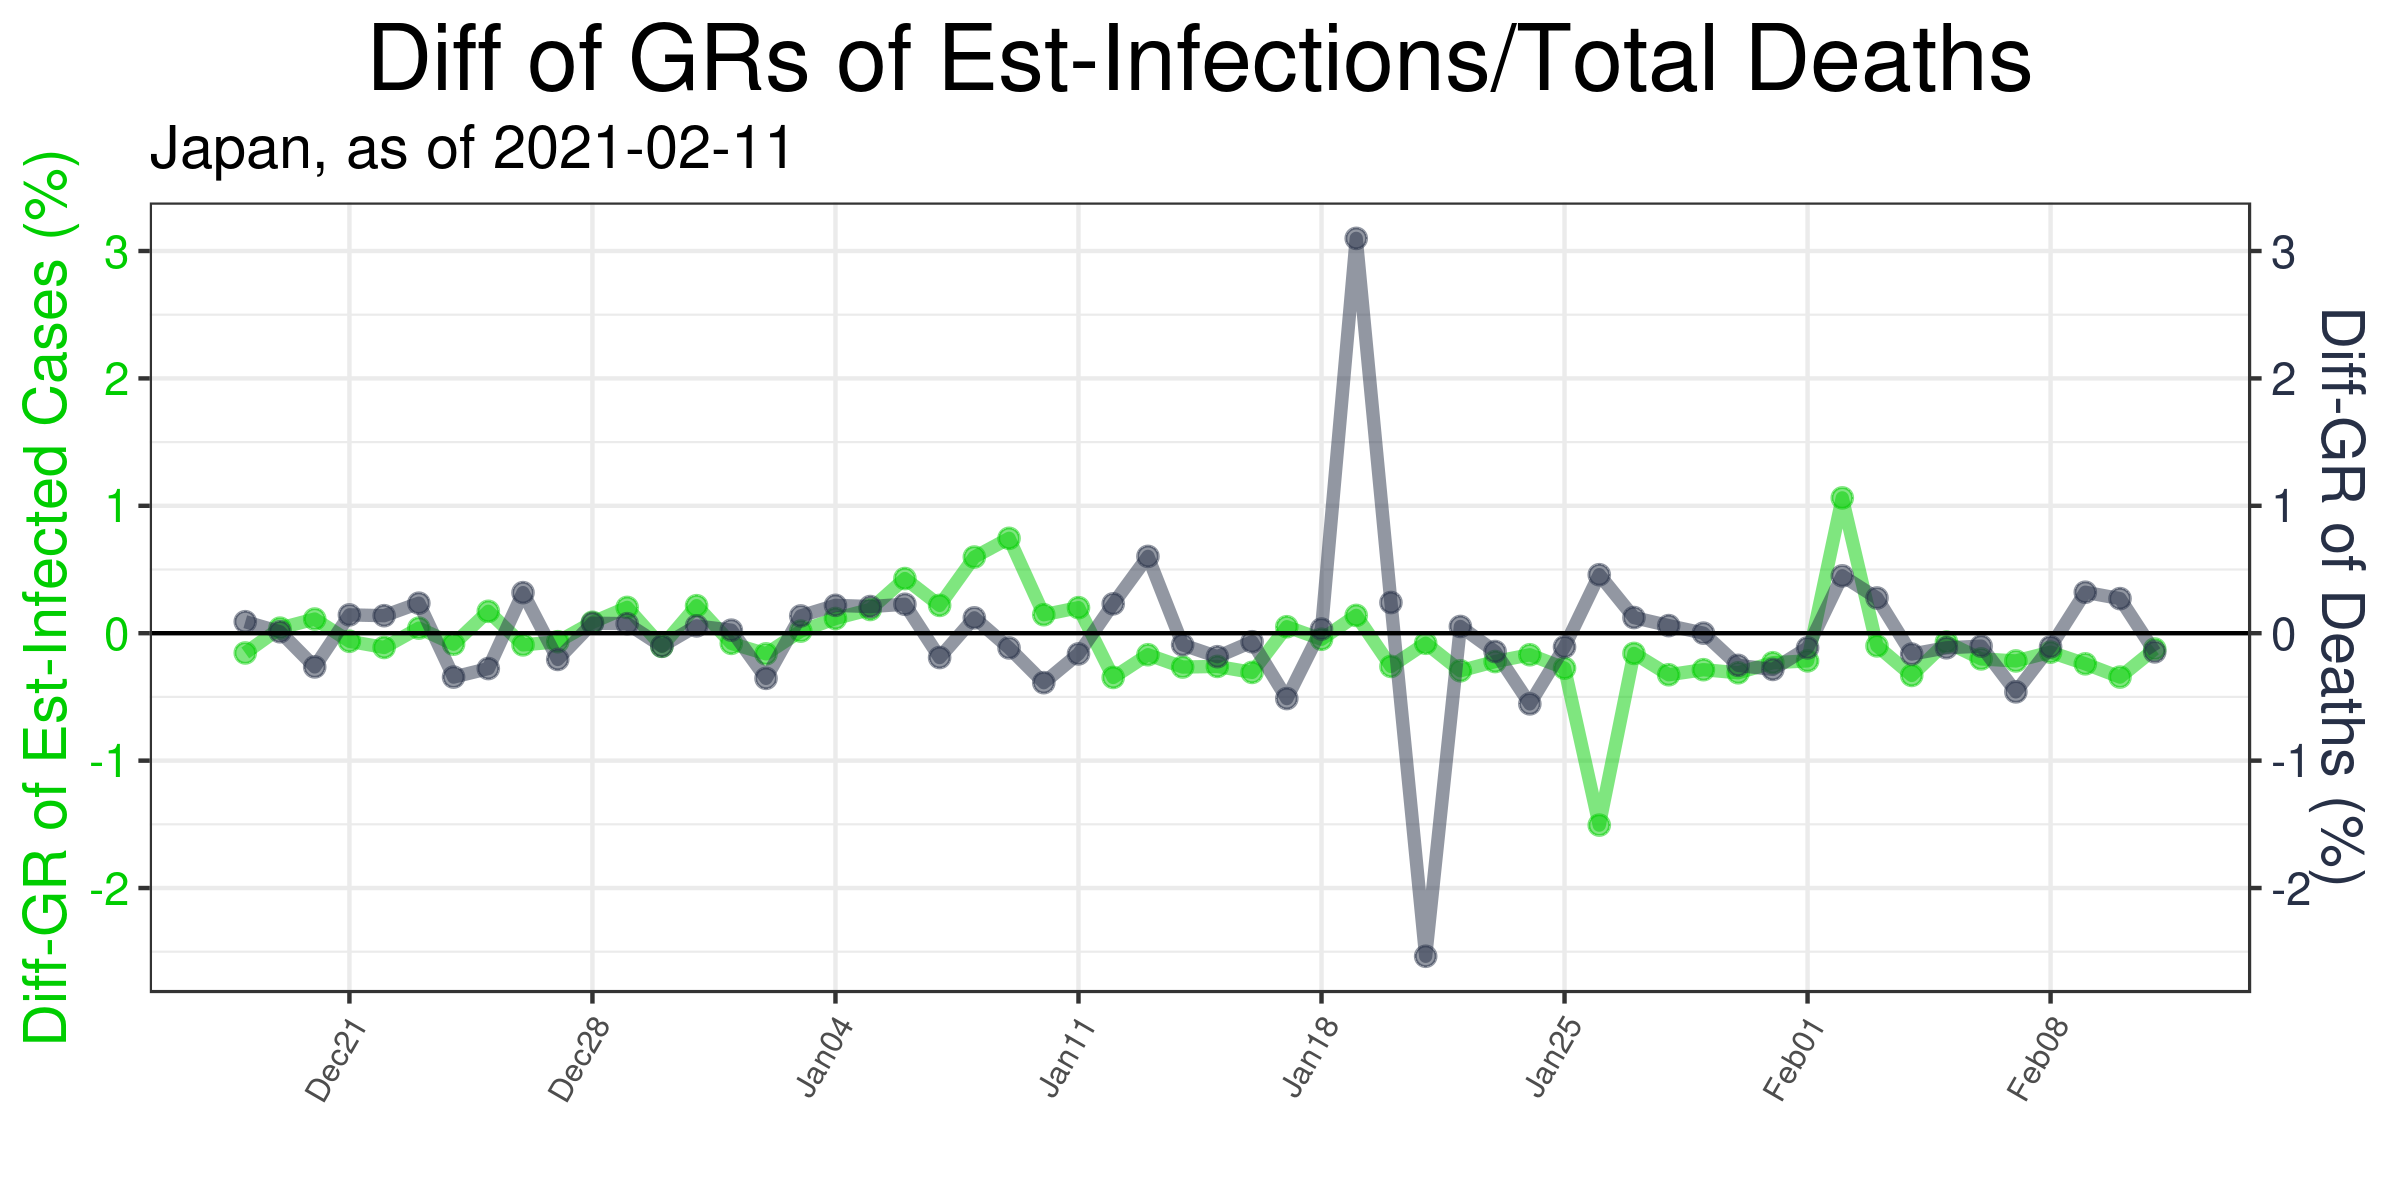 Diff of GRs of Est-Infections/Total Deaths
Japan, as of 2021-02-11
Diff-GR of Est-Infected Cases (%)
3
2
1
0
-1
-2
3
2
1
0
-1
-2
Diff-GR of Deaths (%)
Dec21
Dec28
Jan04
Jan11
Jan18
Jan25
Feb01
Feb08